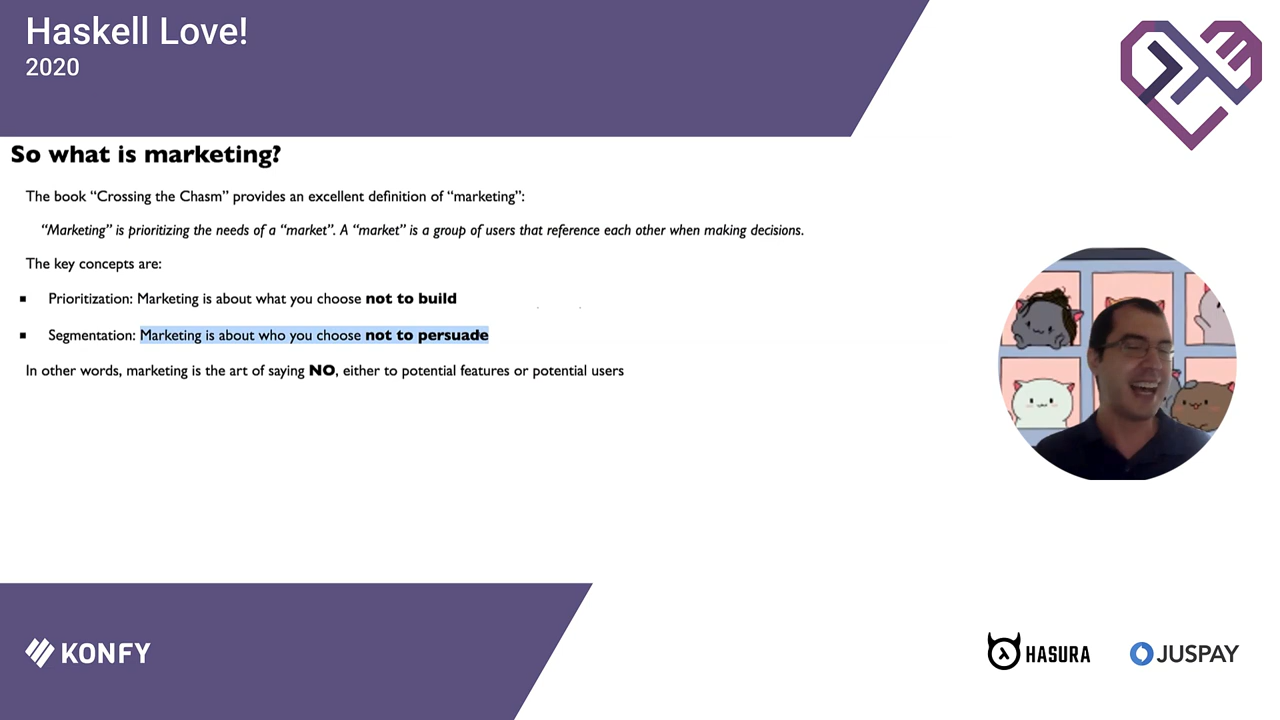 Haskell Love!
2020
So what is marketing?
The book “Crossing the Chasm” provides an excellent definition of “marketing”:
“Marketing” is prioritizing the needs of a “market”. A “market” is a group of users that reference each other when making decisions.
The key concepts are:
▪ Prioritization: Marketing is about what you choose not to build
▪ Segmentation: Marketing is about who you choose not to persuade
In other words, marketing is the art of saying NO, either to potential features or potential users
KONFY
HASURA
JUSPAY